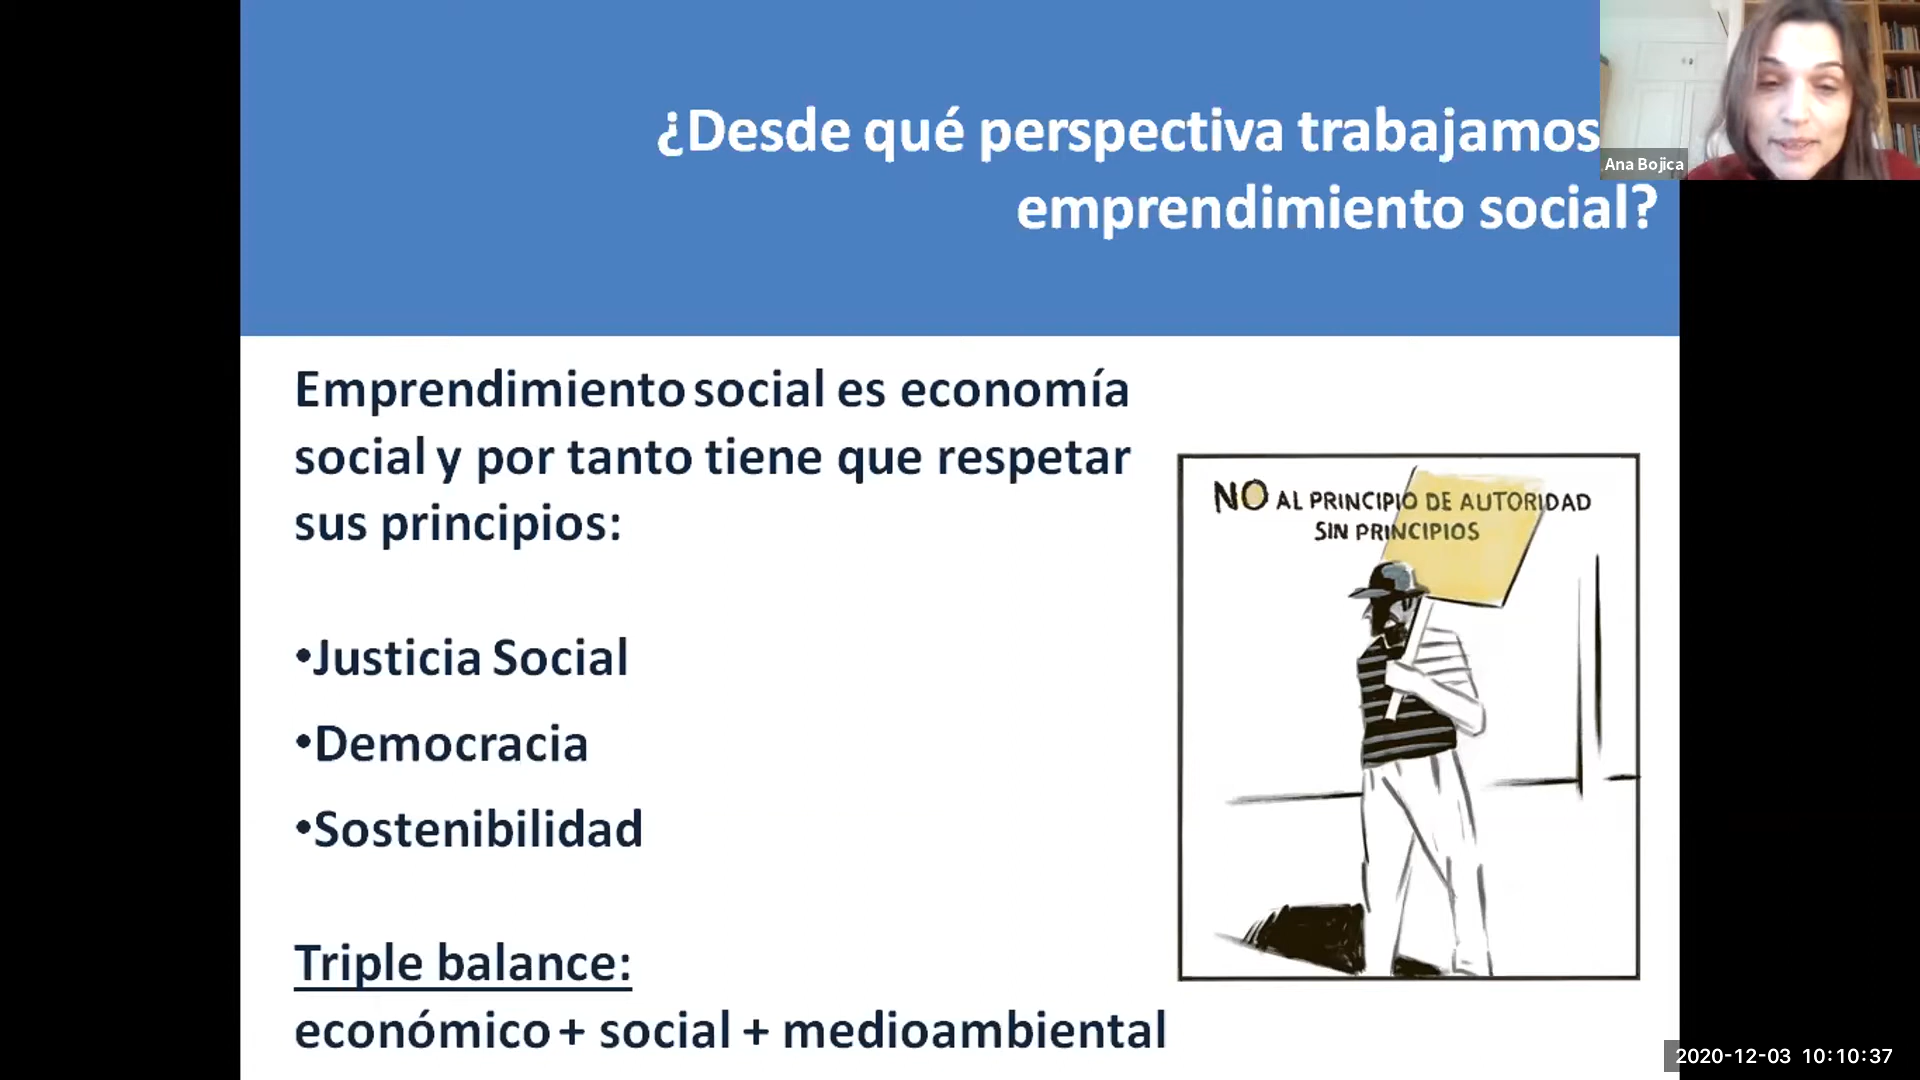 ¿Desde qué perspectiva trabajamos
emprendimiento social?
Ana Bojica
Emprendimiento social es economía
social y por tanto tiene que respetar
sus principios:
•Justicia Social
•Democracia
•Sostenibilidad
Triple balance:
económico + social + medioambiental
NO AL PRINCIPIO DE AUTORIDAD
SIN PRINCIPIOS
2020-12-03 10:10:37